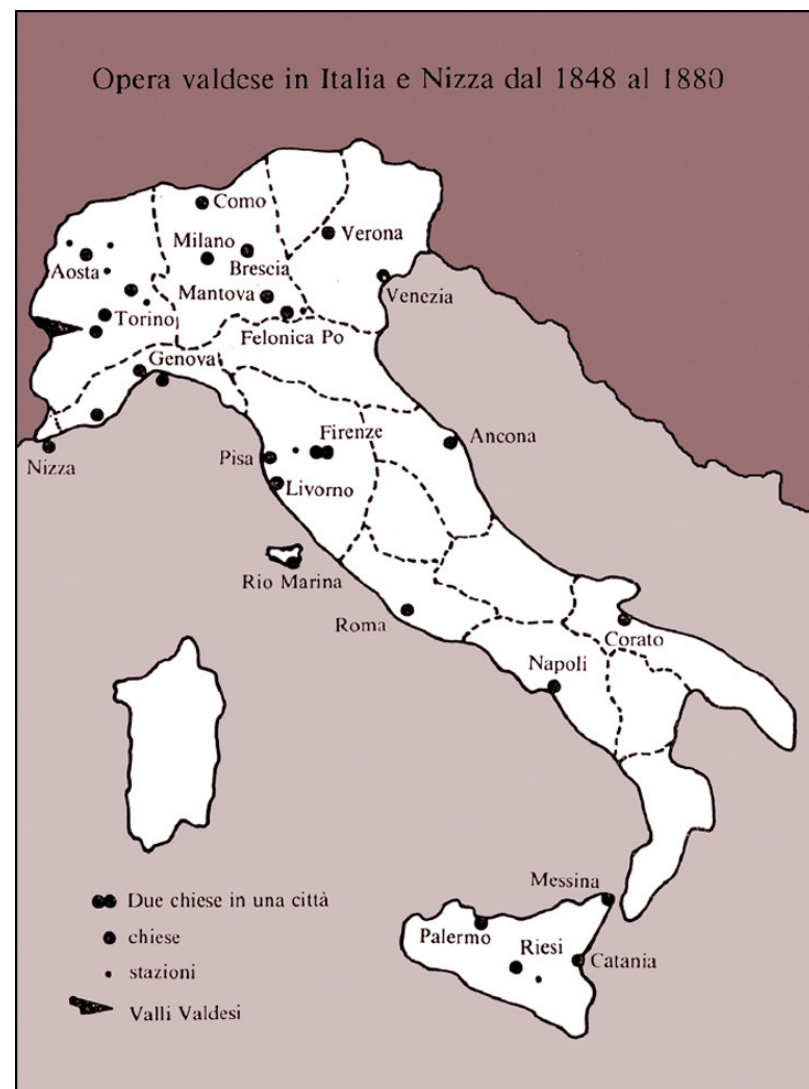 Opera valdese in Italia e Nizza dal 1848 al 1880
Como
Milano
Verona
Aosta
Brescia
Mantova
Venezia
Torino
Felonica Po
Genova
Firenze
Ancona
Nizza
Pisa
Livorno
Rio Marina
Roma
Corato
Napoli
Messina
Due chiese in una città
chiese
Palermo
Riesi
Catania
stazioni
Valli Valdesi